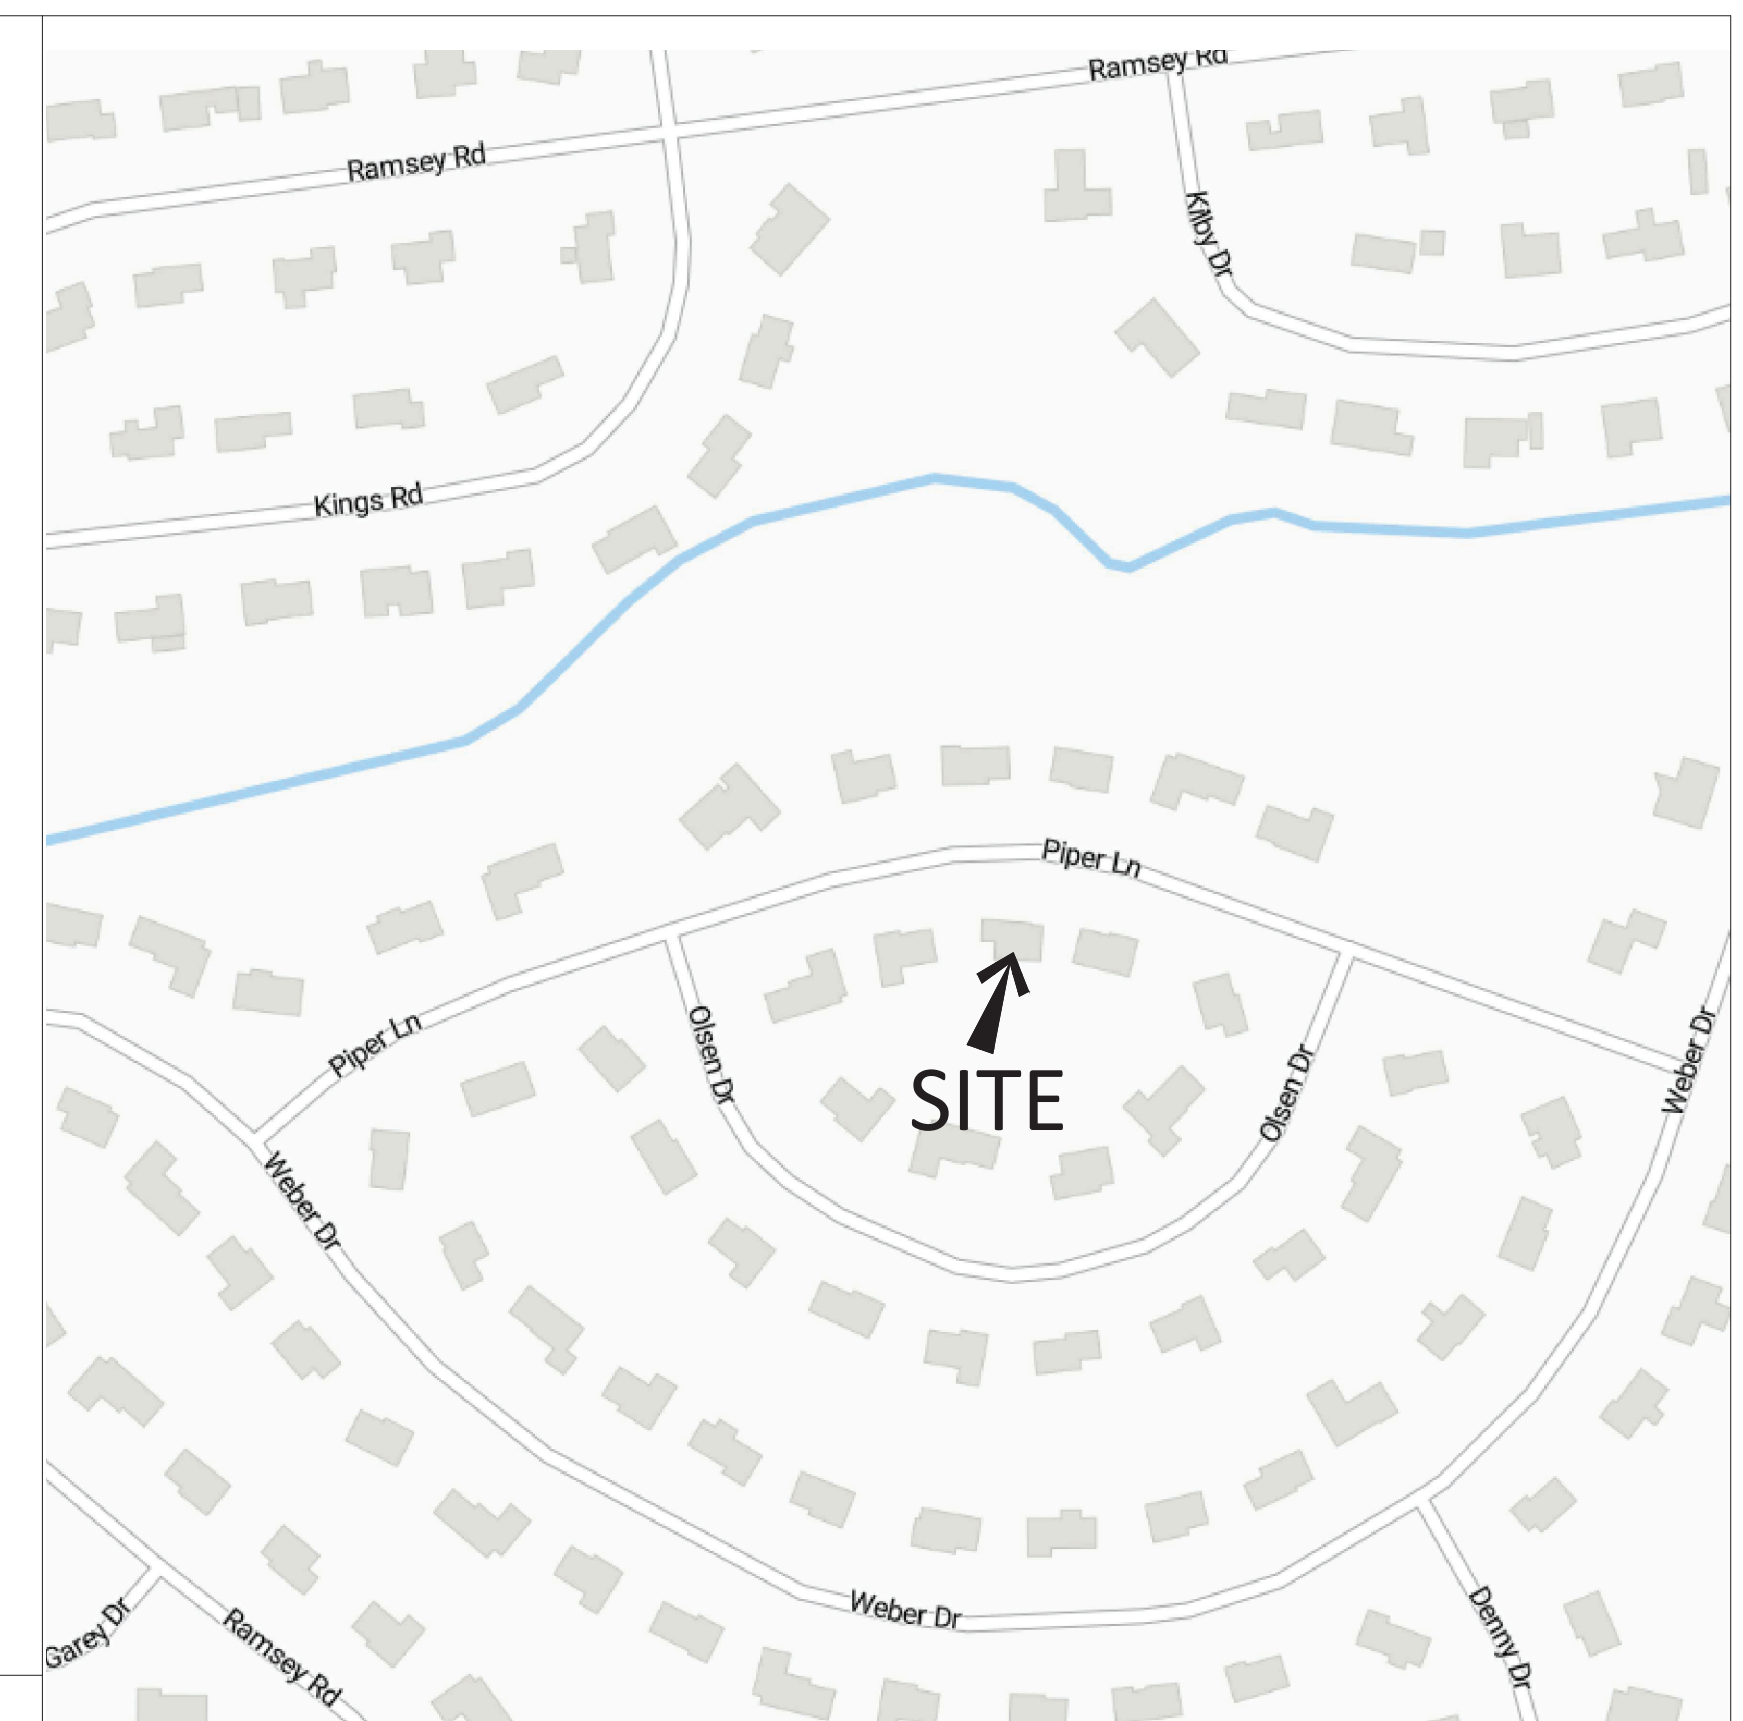 Ramsey Rd
Ramsey Rd
Kilby Dr
Kings Rd
Piper Ln
Piper Ln
Olsen Dr
SITE
Olsen Dr
Weber Dr
Weber Dr
Weber Dr
Denny Dr
Garey Dr
Ramsey Rd